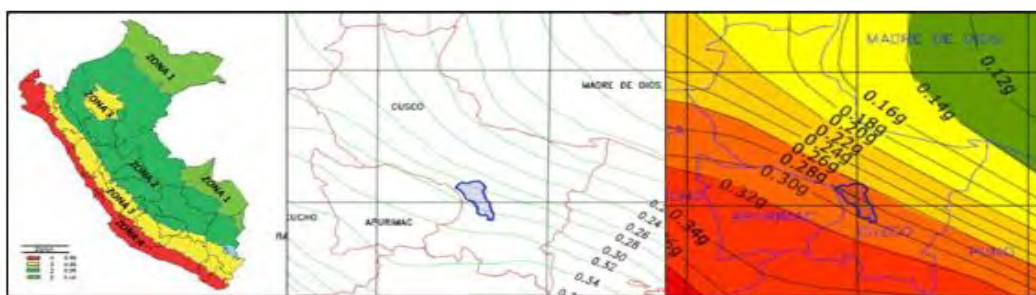 ZONA 1
ZONA 3
ZONA 2
ZONA 1
ZONA 3
ZONA 4
CUSCO
MADRE DE DIOS
APURIMAC
CUCHO
0.24
0.26
0.28
0.30
0.32
0.34
MADRE DE DIOS
0.12g
0.14g
0.16g
0.18g
0.20g
0.22g
0.24g
0.26g
0.28g
0.30g
0.32g
0.34g
APURIMAC
CUSCO
PUNO